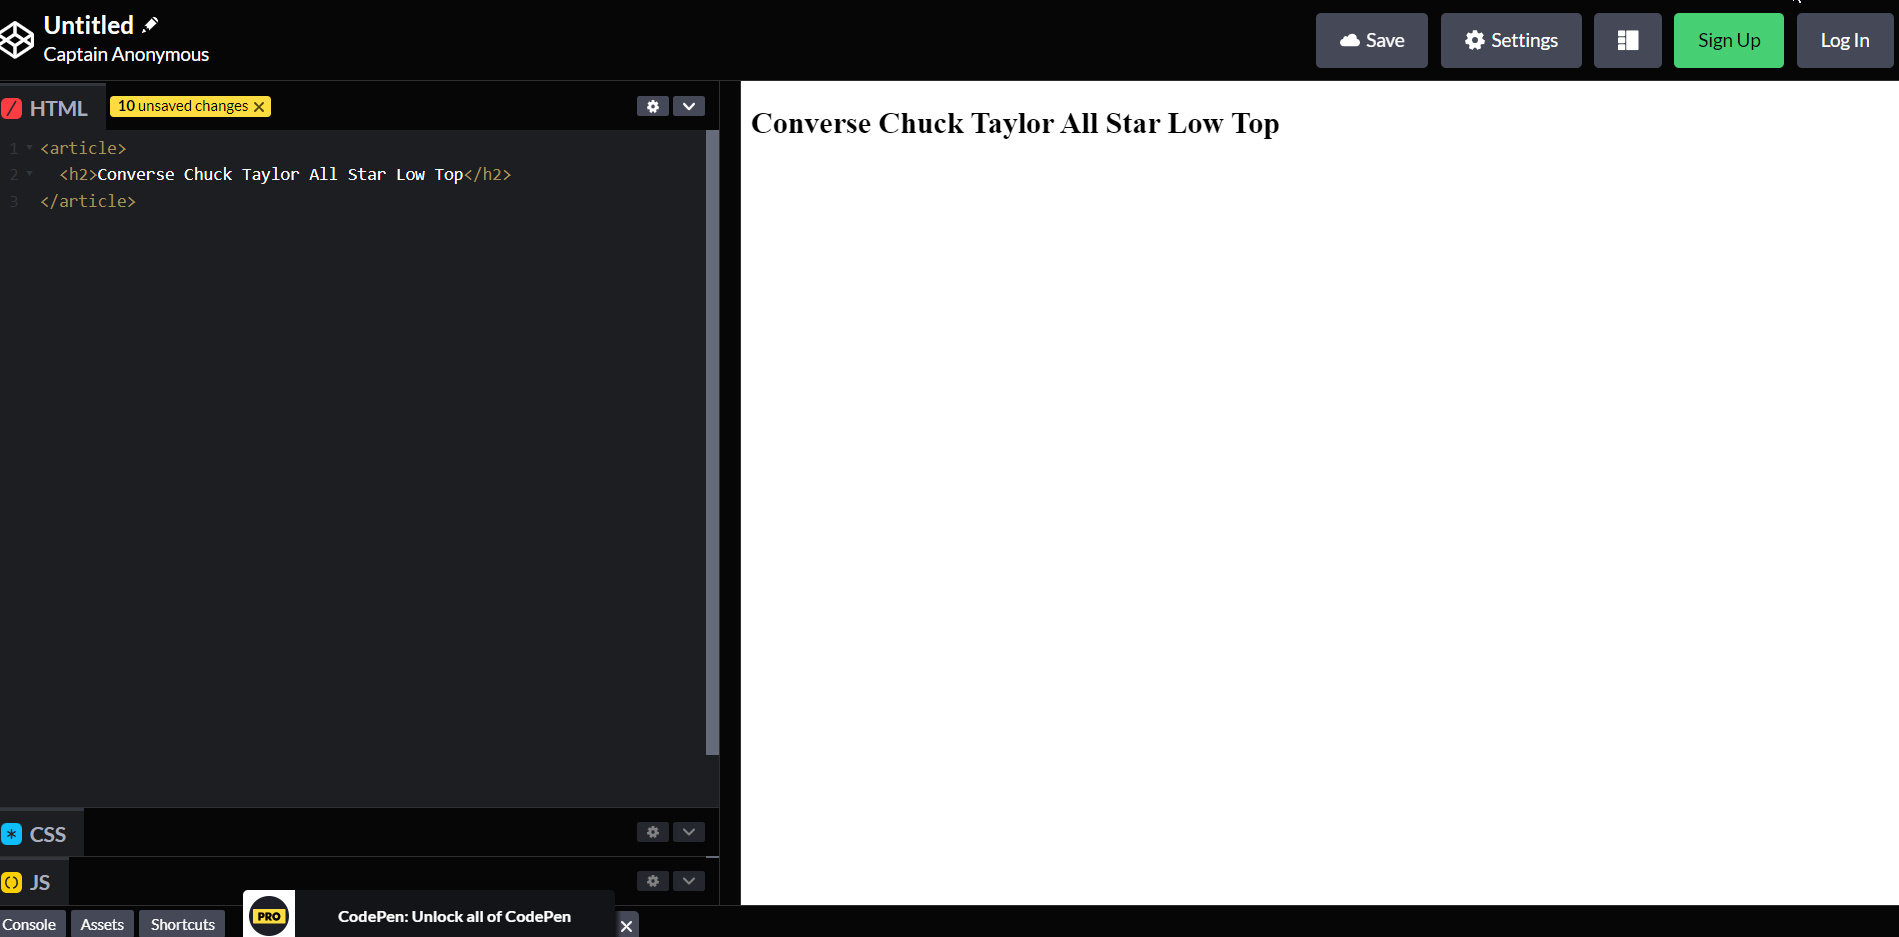 Untitled
Captain Anonymous
Save
Settings
Sign Up
Log In
HTML
10 unsaved changes
1 <article>
2 <h2>Converse Chuck Taylor All Star Low Top</h2>
3 </article>
Converse Chuck Taylor All Star Low Top
CSS
JS
Console
Assets
Shortcuts
PRO
CodePen: Unlock all of CodePen